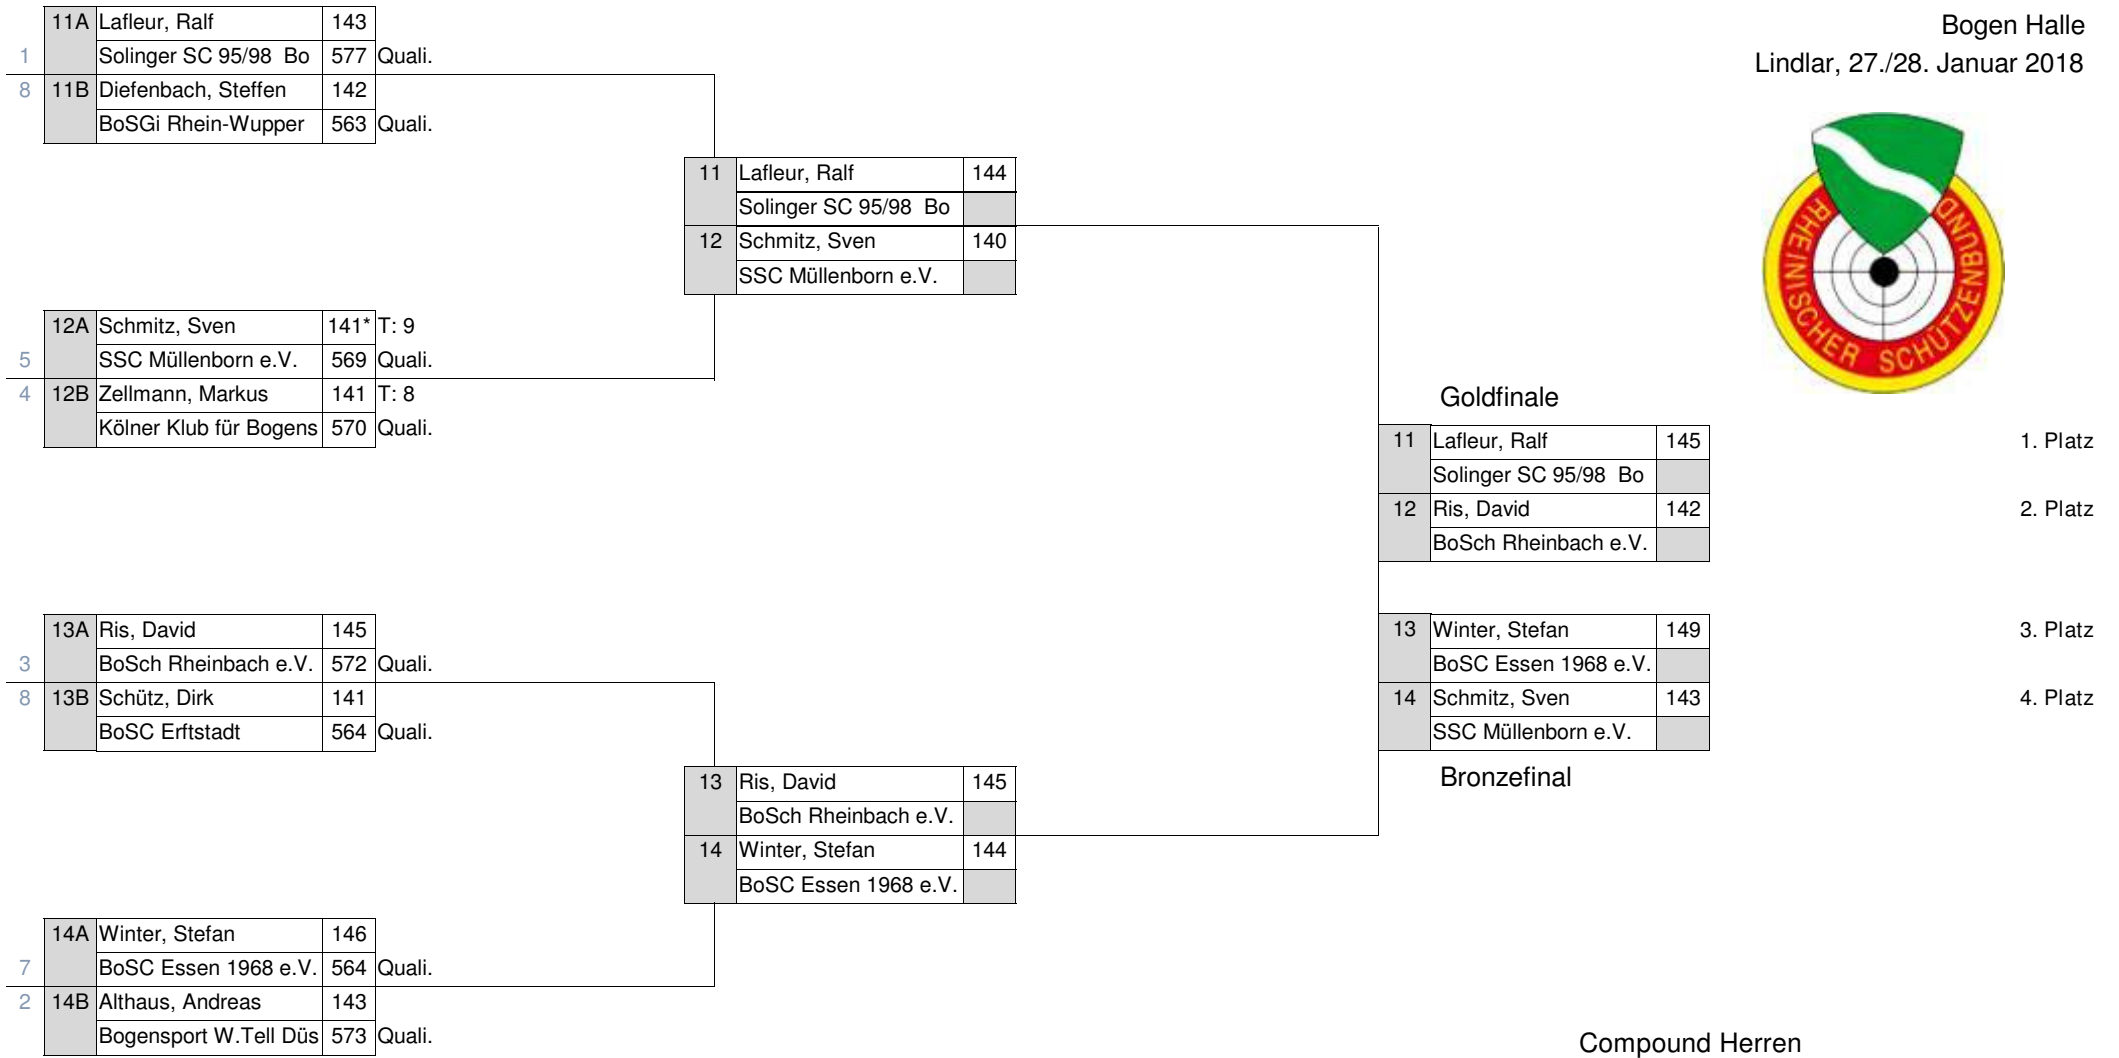 Bogen Halle
Lindlar, 27./28. Januar 2018
RHEINISCHER SCHÜTZENBUND
11A Lafleur, Ralf 143
1 Solinger SC 95/98 Bo 577 Quali.
8 11B Diefenbach, Steffen 142
BoSGi Rhein-Wupper 563 Quali.
11 Lafleur, Ralf 144
Solinger SC 95/98 Bo
12 Schmitz, Sven 140
SSC Müllenborn e.V.
12A Schmitz, Sven 141* T: 9
5 SSC Müllenborn e.V. 569 Quali.
4 12B Zellmann, Markus 141 T: 8
Kölner Klub für Bogens 570 Quali.
Goldfinale
11 Lafleur, Ralf 145 1. Platz
Solinger SC 95/98 Bo
12 Ris, David 142 2. Platz
BoSch Rheinbach e.V.
13A Ris, David 145
3 BoSch Rheinbach e.V. 572 Quali.
8 13B Schütz, Dirk 141
BoSC Erftstadt 564 Quali.
13 Winter, Stefan 149 3. Platz
BoSC Essen 1968 e.V.
14 Schmitz, Sven 143 4. Platz
SSC Müllenborn e.V.
Bronzefinal
13 Ris, David 145
BoSch Rheinbach e.V.
14 Winter, Stefan 144
BoSC Essen 1968 e.V.
14A Winter, Stefan 146
7 BoSC Essen 1968 e.V. 564 Quali.
2 14B Althaus, Andreas 143
Bogensport W.Tell Düs 573 Quali.
Compound Herren